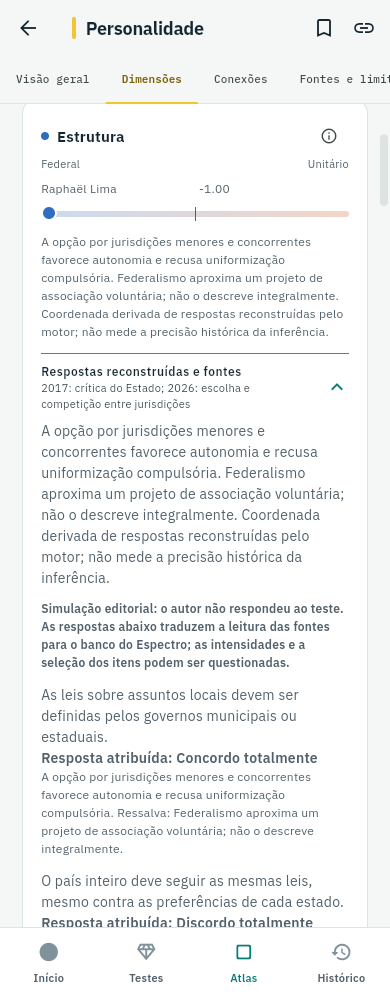 Personalidade
Visão geral Dimensões Conexões Fontes e limit
Estrutura
Federal Unitário
Raphaël Lima -1.00
A opção por jurisdições menores e concorrentes
favorece autonomia e recusa uniformização
compulsória. Federalismo aproxima um projeto de
associação voluntária; não o descreve integralmente.
Coordenada derivada de respostas reconstruídas pelo
motor; não mede a precisão histórica da inferência.
Respostas reconstruídas e fontes
2017: crítica do Estado; 2026: escolha e
competição entre jurisdições
A opção por jurisdições menores e
concorrentes favorece autonomia e recusa
uniformização compulsória. Federalismo
aproxima um projeto de associação voluntária;
não o descreve integralmente. Coordenada
derivada de respostas reconstruídas pelo
motor; não mede a precisão histórica da
inferência.
Simulação editorial: o autor não respondeu ao teste.
As respostas abaixo traduzem a leitura das fontes
para o banco do Espectro; as intensidades e a
seleção dos itens podem ser questionadas.
As leis sobre assuntos locais devem ser
definidas pelos governos municipais ou
estaduais.
Resposta atribuída: Concordo totalmente
A opção por jurisdições menores e concorrentes
favorece autonomia e recusa uniformização
compulsória. Ressalva: Federalismo aproxima um
projeto de associação voluntária; não o descreve
integralmente.
O país inteiro deve seguir as mesmas leis,
mesmo contra as preferências de cada estado.
Resposta atribuída: Discordo totalmente
Início Testes Atlas Histórico